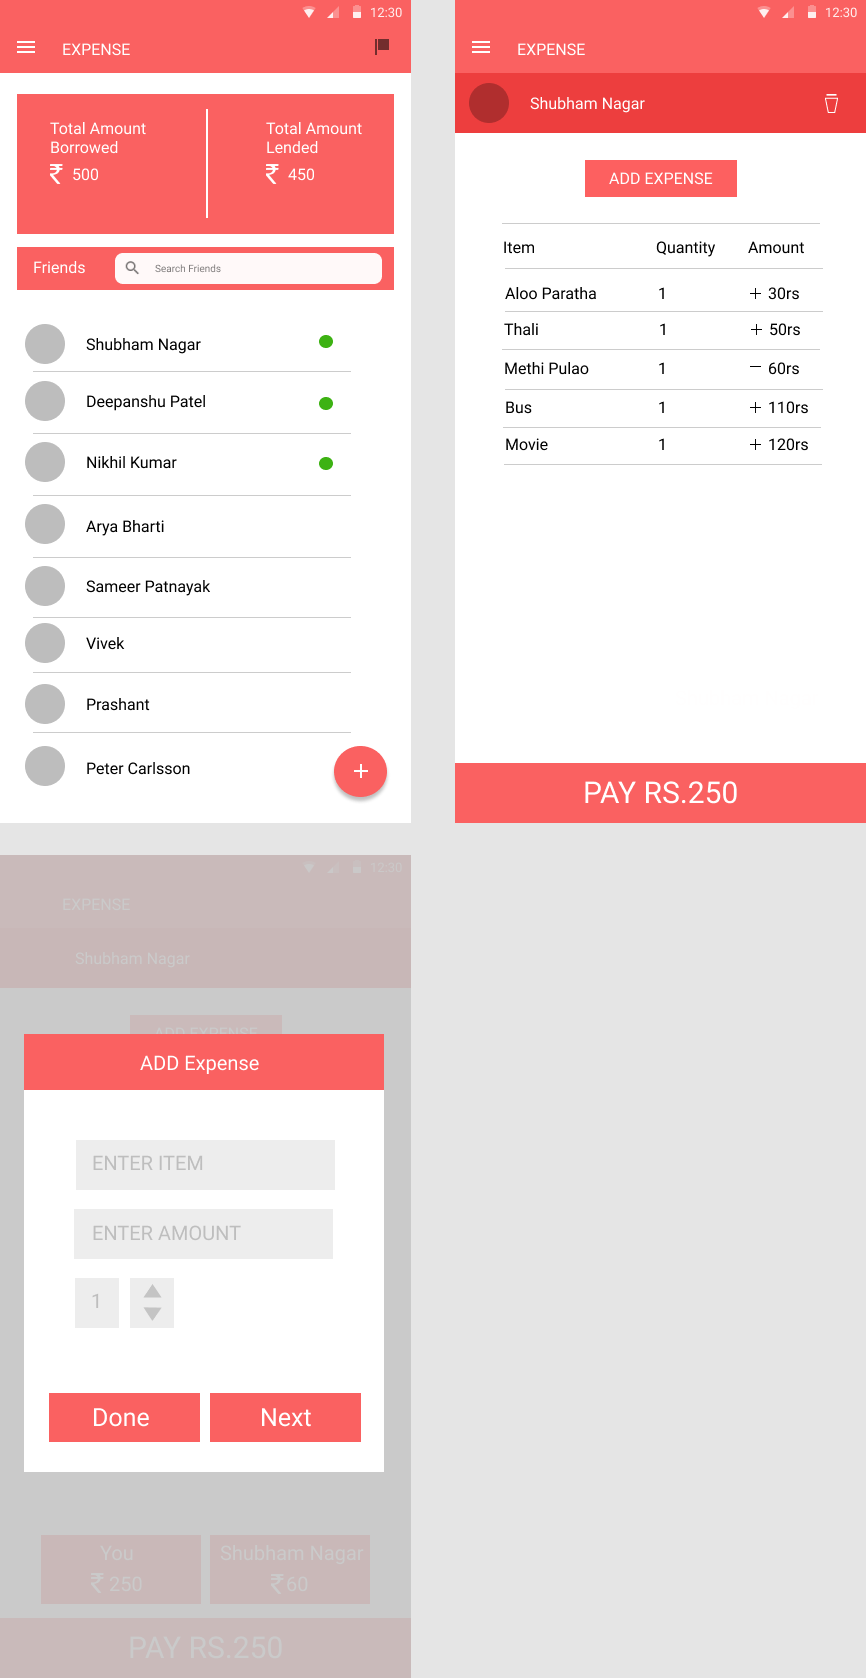 12:30
EXPENSE
Total Amount Borrowed
₹ 500
Total Amount Lended
₹ 450
Friends
Search Friends
Shubham Nagar
Deepanshu Patel
Nikhil Kumar
Arya Bharti
Sameer Patnayak
Vivek
Prashant
Peter Carlsson
12:30
EXPENSE
Shubham Nagar
ADD EXPENSE
Item Quantity Amount
Aloo Paratha 1 + 30rs
Thali 1 + 50rs
Methi Pulao 1 — 60rs
Bus 1 + 110rs
Movie 1 + 120rs
PAY RS.250
12:30
EXPENSE
Shubham Nagar
ADD EXPENSE
ADD Expense
ENTER ITEM
ENTER AMOUNT
1
Done Next
You Shubham Nagar
₹ 250 ₹60
PAY RS.250